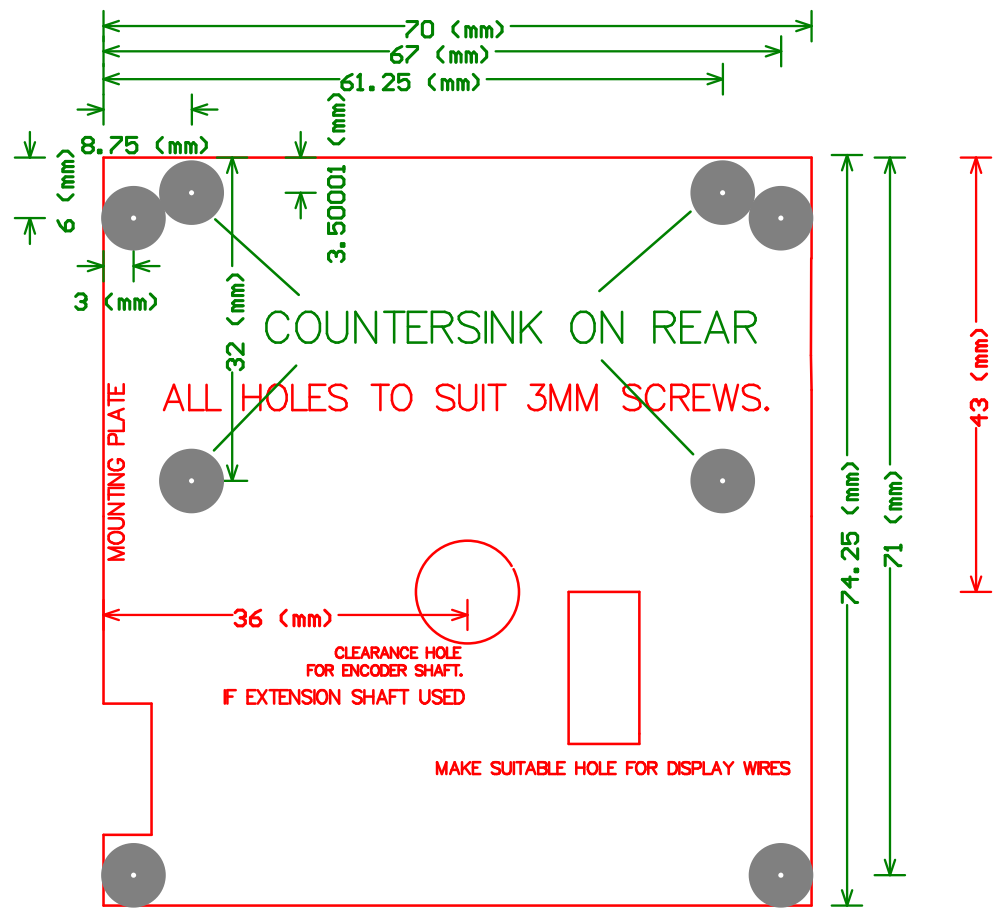 70 (mm)
67 (mm)
61.25 (mm)
8.75 (mm)
6 (mm)
3.50001 (mm)
3 (mm)
32 (mm)
COUNTERSINK ON REAR
ALL HOLES TO SUIT 3MM SCREWS.
MOUNTING PLATE
43 (mm)
74.25 (mm)
71 (mm)
36 (mm)
CLEARANCE HOLE
FOR ENCODER SHAFT.
IF EXTENSION SHAFT USED
MAKE SUITABLE HOLE FOR DISPLAY WIRES